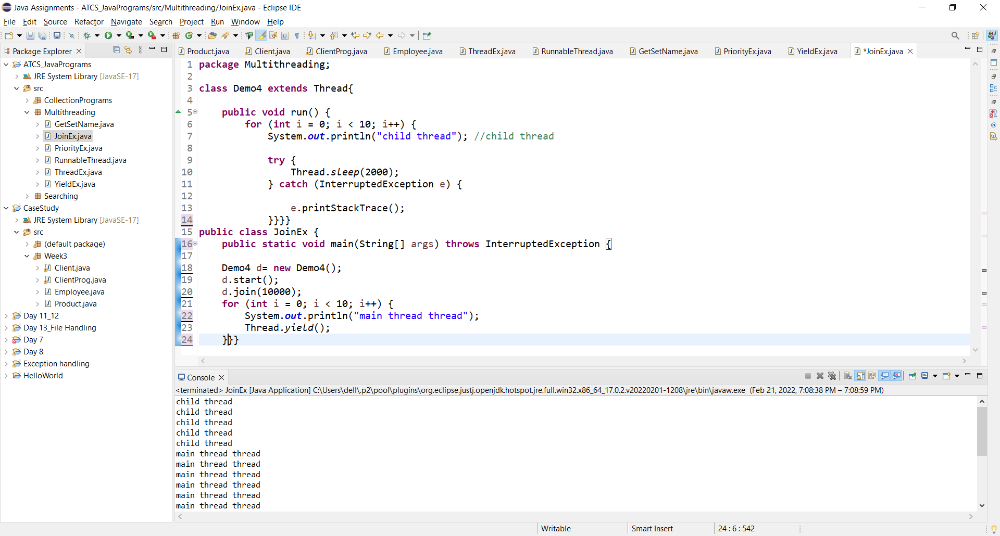 Java Assignments - ATCS_JavaPrograms/src/Multithreading/JoinEx.java - Eclipse IDE
File Edit Source Refactor Navigate Search Project Run Window Help
Package Explorer
ATCS_JavaPrograms
JRE System Library [JavaSE-17]
src
CollectionPrograms
Multithreading
GetSetName.java
JoinEx.java
PriorityEx.java
RunnableThread.java
ThreadEx.java
YieldEx.java
Searching
CaseStudy
JRE System Library [JavaSE-17]
src
(default package)
Week3
Client.java
ClientProg.java
Employee.java
Product.java
Day 11_12
Day 13_File Handling
Day 7
Day 8
Exception handling
HelloWorld
Product.java Client.java ClientProg.java Employee.java ThreadEx.java RunnableThread.java GetSetName.java PriorityEx.java YieldEx.java *JoinEx.java
1 package Multithreading;
2
3 class Demo4 extends Thread{
4
5 public void run() {
6 for (int i = 0; i < 10; i++) {
7 System.out.println("child thread"); //child thread
8
9 try {
10 Thread.sleep(2000);
11 } catch (InterruptedException e) {
12
13 e.printStackTrace();
14 }}}}
15 public class JoinEx {
16 public static void main(String[] args) throws InterruptedException {
17
18 Demo4 d= new Demo4();
19 d.start();
20 d.join(10000);
21 for (int i = 0; i < 10; i++) {
22 System.out.println("main thread thread");
23 Thread.yield();
24 }}}
Console
<terminated> JoinEx [Java Application] C:\Users\dell\.p2\pool\plugins\org.eclipse.justj.openjdk.hotspot.jre.full.win32.x86_64_17.0.2.v20220201-1208\jre\bin\javaw.exe (Feb 21, 2022, 7:08:38 PM – 7:08:59 PM)
child thread
child thread
child thread
child thread
child thread
main thread thread
main thread thread
main thread thread
main thread thread
main thread thread
main thread thread
Writable Smart Insert 24 : 6 : 542